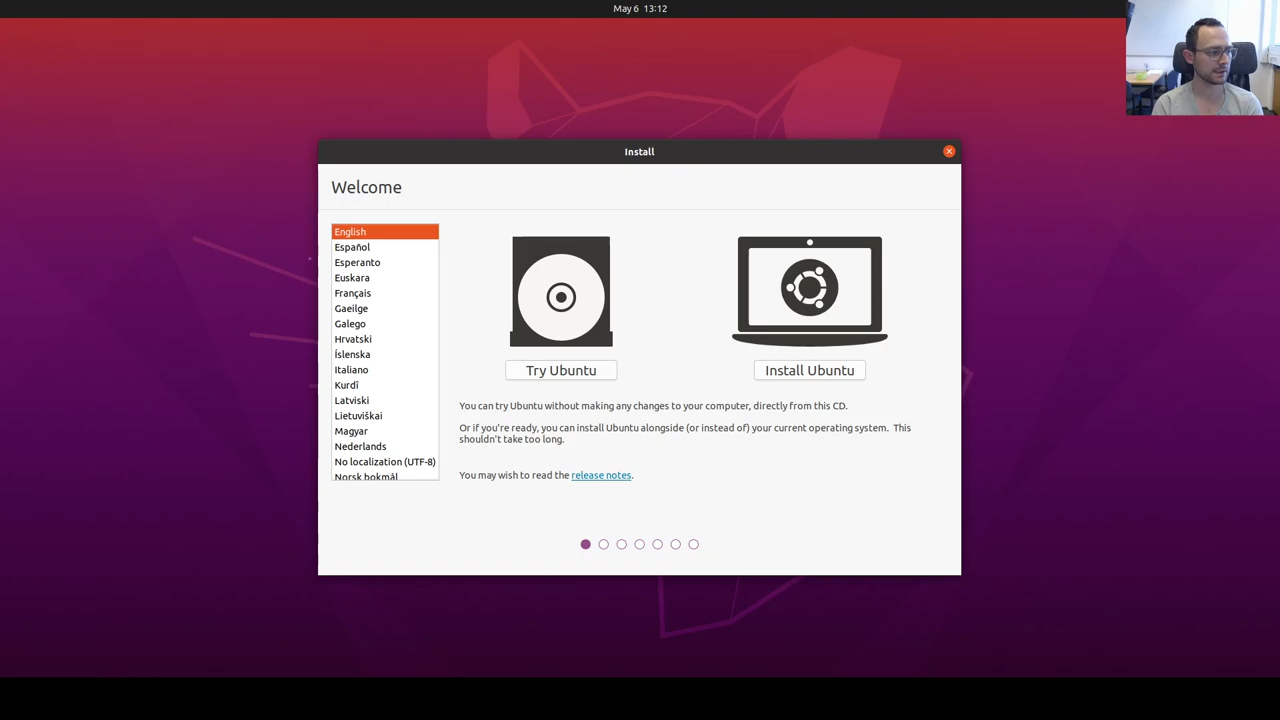 May 6 13:12
Install
Welcome
English
Español
Esperanto
Euskara
Français
Gaeilge
Galego
Hrvatski
Íslenska
Italiano
Kurdî
Latviski
Lietuviškai
Magyar
Nederlands
No localization (UTF-8)
Norsk bokmål
Try Ubuntu
Install Ubuntu
You can try Ubuntu without making any changes to your computer, directly from this CD.
Or if you're ready, you can install Ubuntu alongside (or instead of) your current operating system. This
shouldn't take too long.
You may wish to read the release notes.